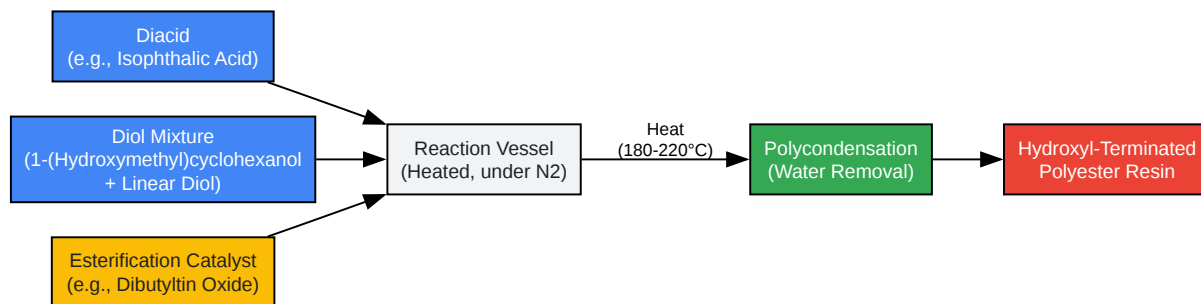 Diacid
(e.g., Isophthalic Acid)
Diol Mixture
(1-(Hydroxymethyl)cyclohexanol
+ Linear Diol)
Esterification Catalyst
(e.g., Dibutyltin Oxide)
Reaction Vessel
(Heated, under N2)
Heat
(180-220°C)
Polycondensation
(Water Removal)
Hydroxyl-Terminated
Polyester Resin